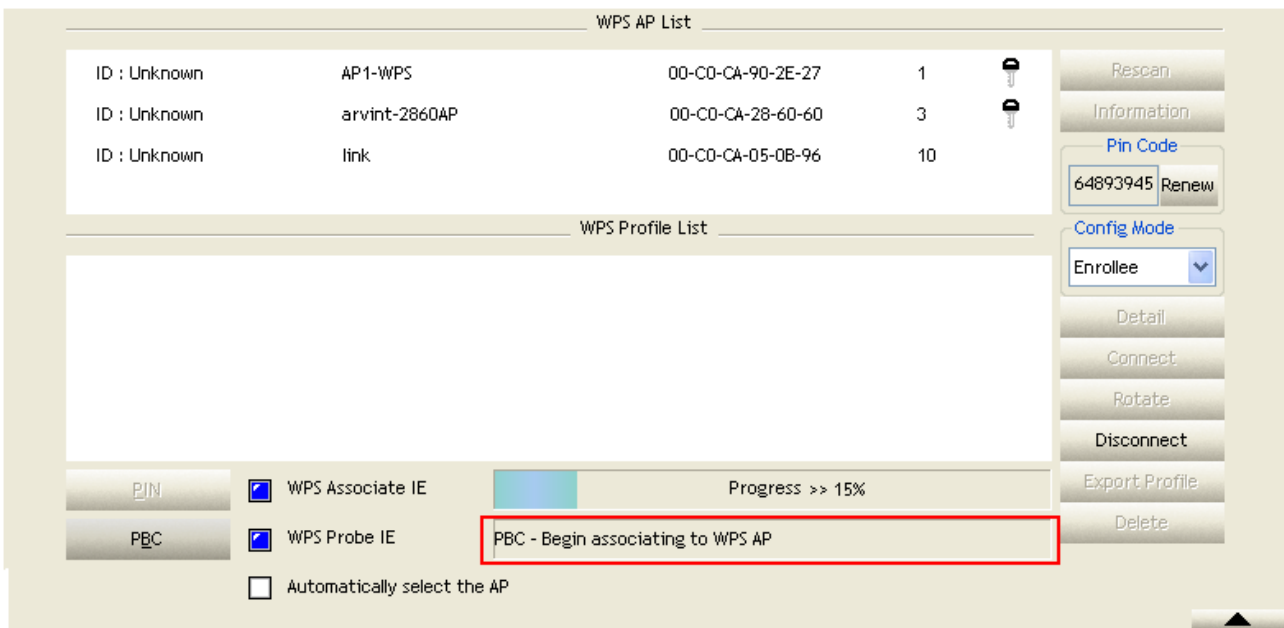 WPS AP List
ID : Unknown AP1-WPS 00-C0-CA-90-2E-27 1
ID : Unknown arvint-2860AP 00-C0-CA-28-60-60 3
ID : Unknown link 00-C0-CA-05-0B-96 10
Rescan
Information
Pin Code
64893945 Renew
WPS Profile List
Config Mode
Enrollee
Detail
Connect
Rotate
Disconnect
Export Profile
Delete
PIN WPS Associate IE Progress >> 15%
PBC WPS Probe IE PBC - Begin associating to WPS AP
Automatically select the AP